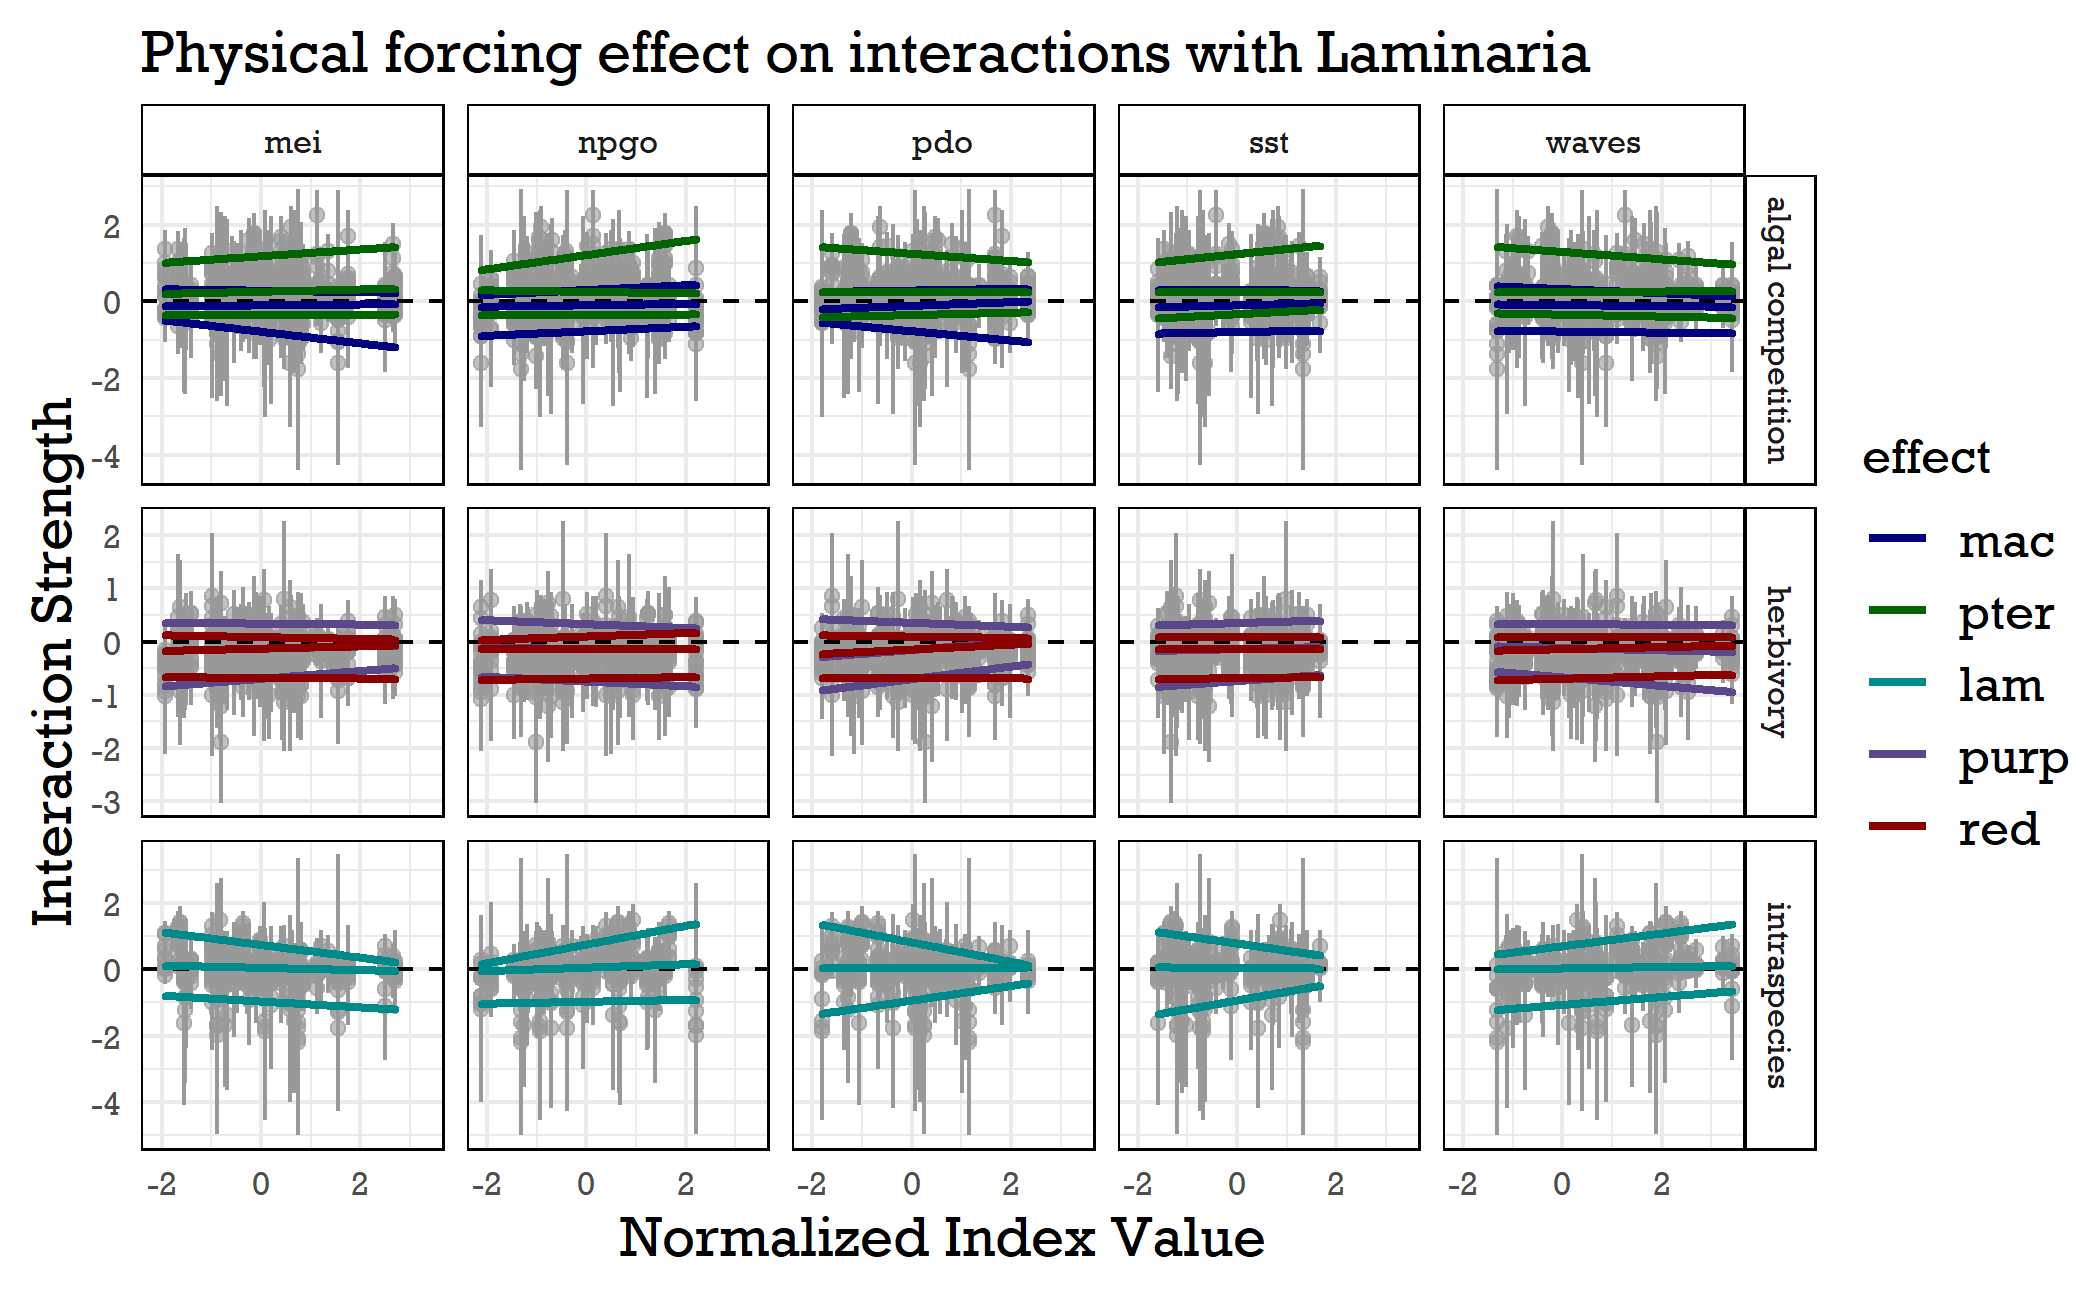 Physical forcing effect on interactions with Laminaria
mei
npgo
pdo
sst
waves
2
0
-2
-4
algal competition
2
1
0
-1
-2
-3
herbivory
2
0
-2
-4
intraspecies
-2 0 2
-2 0 2
-2 0 2
-2 0 2
-2 0 2
Normalized Index Value
Interaction Strength
effect
mac
pter
lam
purp
red